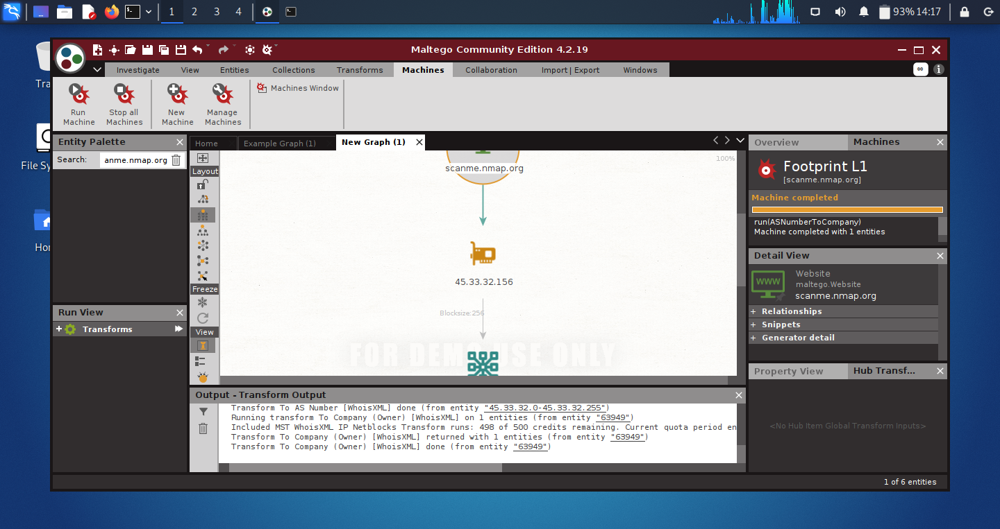 1 2 3 4
93% 14:17
Tra
File Sy
Ho
Maltego Community Edition 4.2.19
Investigate View Entities Collections Transforms Machines Collaboration Import | Export Windows
Run Machine
Stop all Machines
New Machine
Manage Machines
Machines Window
Entity Palette
Search: anme.nmap.org
Run View
+ Transforms
Home Example Graph (1) New Graph (1)
Layout
Freeze
View
100%
scanme.nmap.org
45.33.32.156
Blocksize:256
FOR DEMO USE ONLY
Output - Transform Output
Transform To AS Number [WhoisXML] done (from entity "45.33.32.0-45.33.32.255")
Running transform To Company (Owner) [WhoisXML] on 1 entities (from entity "63949")
Included MST WhoisXML IP Netblocks Transform runs: 498 of 500 credits remaining. Current quota period en
Transform To Company (Owner) [WhoisXML] returned with 1 entities (from entity "63949")
Transform To Company (Owner) [WhoisXML] done (from entity "63949")
Overview Machines
Footprint L1
[scanme.nmap.org]
Machine completed
run(ASNumberToCompany)
Machine completed with 1 entities
Detail View
WWW
Website
maltego.Website
scanme.nmap.org
+ Relationships
+ Snippets
+ Generator detail
Property View Hub Transf...
<No Hub Item Global Transform Inputs>
1 of 6 entities